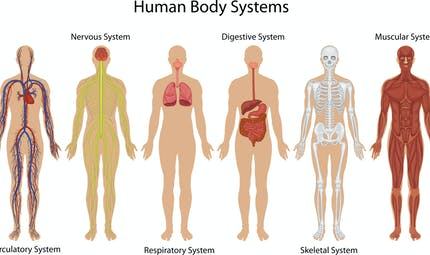 Human Body Systems
Nervous System
Digestive System
Muscular Syste
rculatory System
Respiratory System
Skeletal System